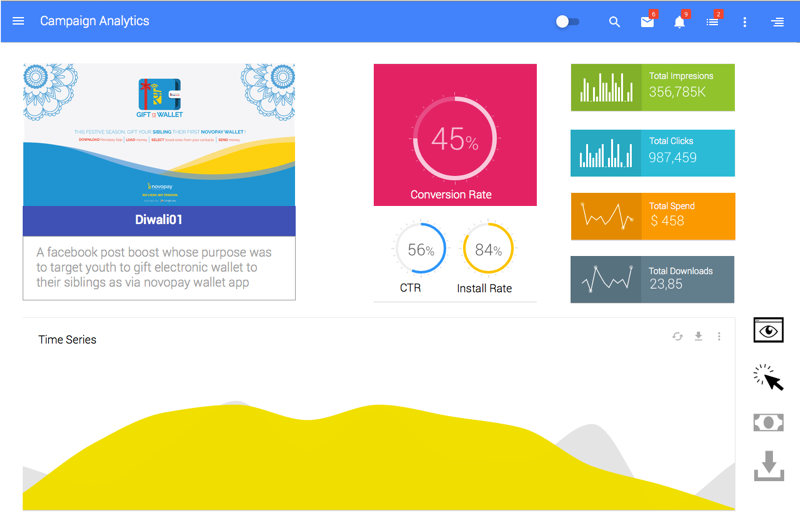 Campaign Analytics
6
9
2
GIFT a WALLET
THIS FESTIVE SEASON, GIFT YOUR SIBLING THEIR FIRST NOVOPAY WALLET :
novopay
Diwali01
A facebook post boost whose purpose was
to target youth to gift electronic wallet to
their siblings as via novopay wallet app
45%
Conversion Rate
56%
CTR
84%
Install Rate
Total Impresions
356,785K
Total Clicks
987,459
Total Spend
$ 458
Total Downloads
23,85
Time Series